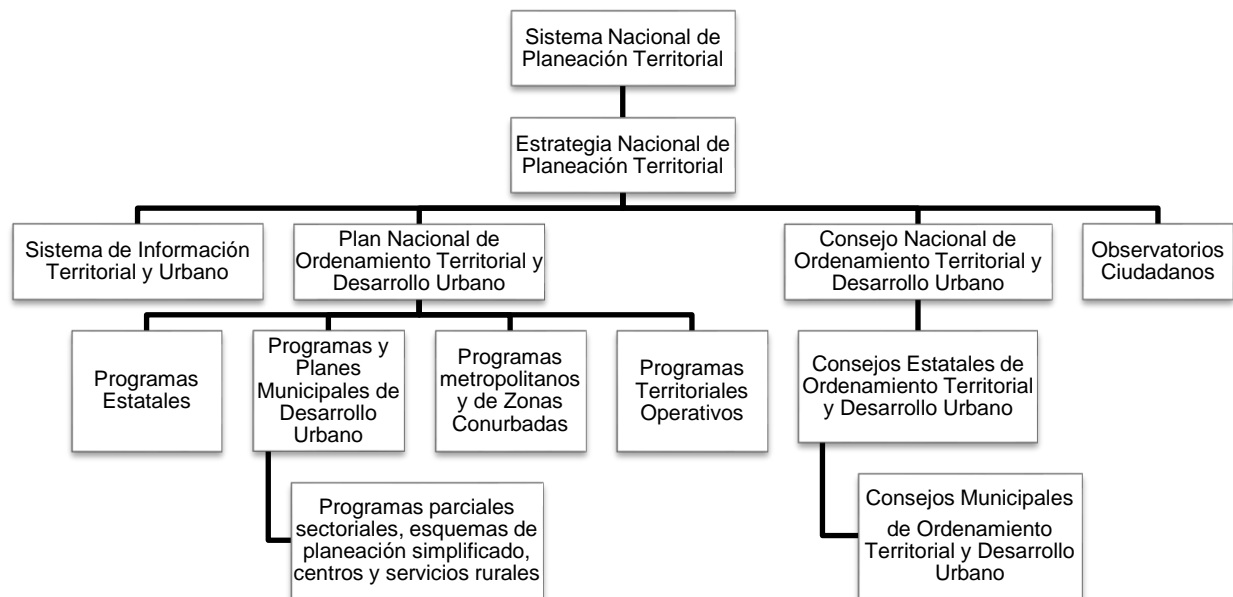 Sistema Nacional de
Planeación Territorial
Estrategia Nacional de
Planeación Territorial
Sistema de Información
Territorial y Urbano
Plan Nacional de
Ordenamiento Territorial y
Desarrollo Urbano
Consejo Nacional de
Ordenamiento Territorial y
Desarrollo Urbano
Observatorios
Ciudadanos
Programas
Estatales
Programas y
Planes
Municipales de
Desarrollo
Urbano
Programas
metropolitanos
y de Zonas
Conurbadas
Programas
Territoriales
Operativos
Consejos Estatales de
Ordenamiento Territorial
y Desarrollo Urbano
Programas parciales
sectoriales, esquemas de
planeación simplificado,
centros y servicios rurales
Consejos Municipales
de Ordenamiento
Territorial y Desarrollo
Urbano